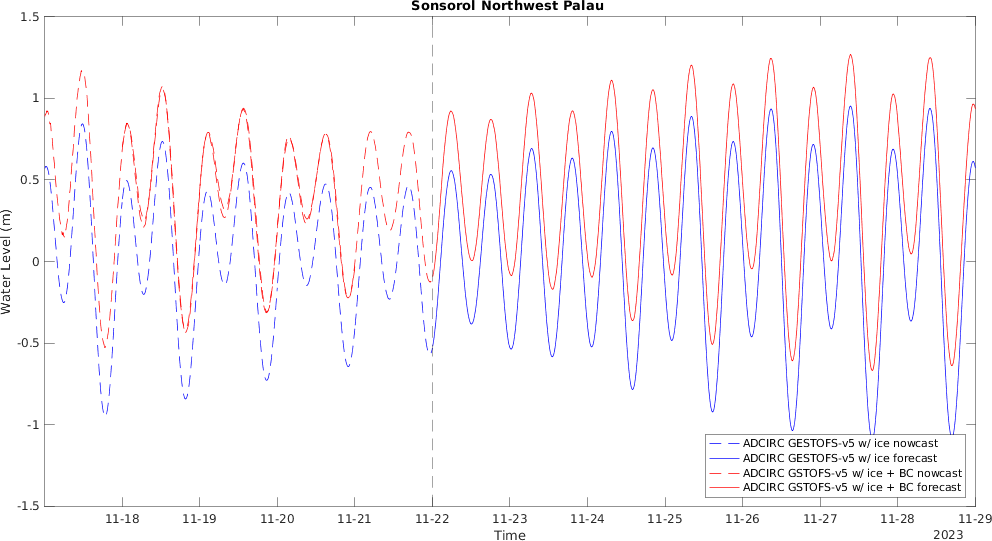 Sonsorol Northwest Palau
1.5
1
0.5
0
-0.5
-1
-1.5
Water Level (m)
ADCIRC GESTOFS-v5 w/ ice nowcast
ADCIRC GESTOFS-v5 w/ ice forecast
ADCIRC GSTOFS-v5 w/ ice + BC nowcast
ADCIRC GSTOFS-v5 w/ ice + BC forecast
11-18 11-19 11-20 11-21 11-22 11-23 11-24 11-25 11-26 11-27 11-28 11-29
Time
2023